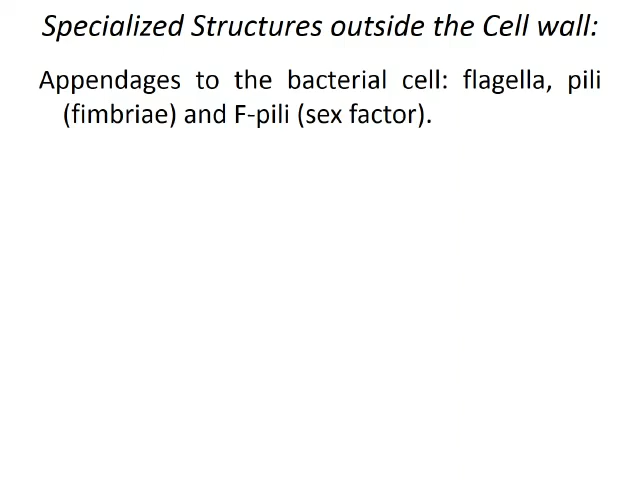 Specialized Structures outside the Cell wall:
Appendages to the bacterial cell: flagella, pili
(fimbriae) and F-pili (sex factor).